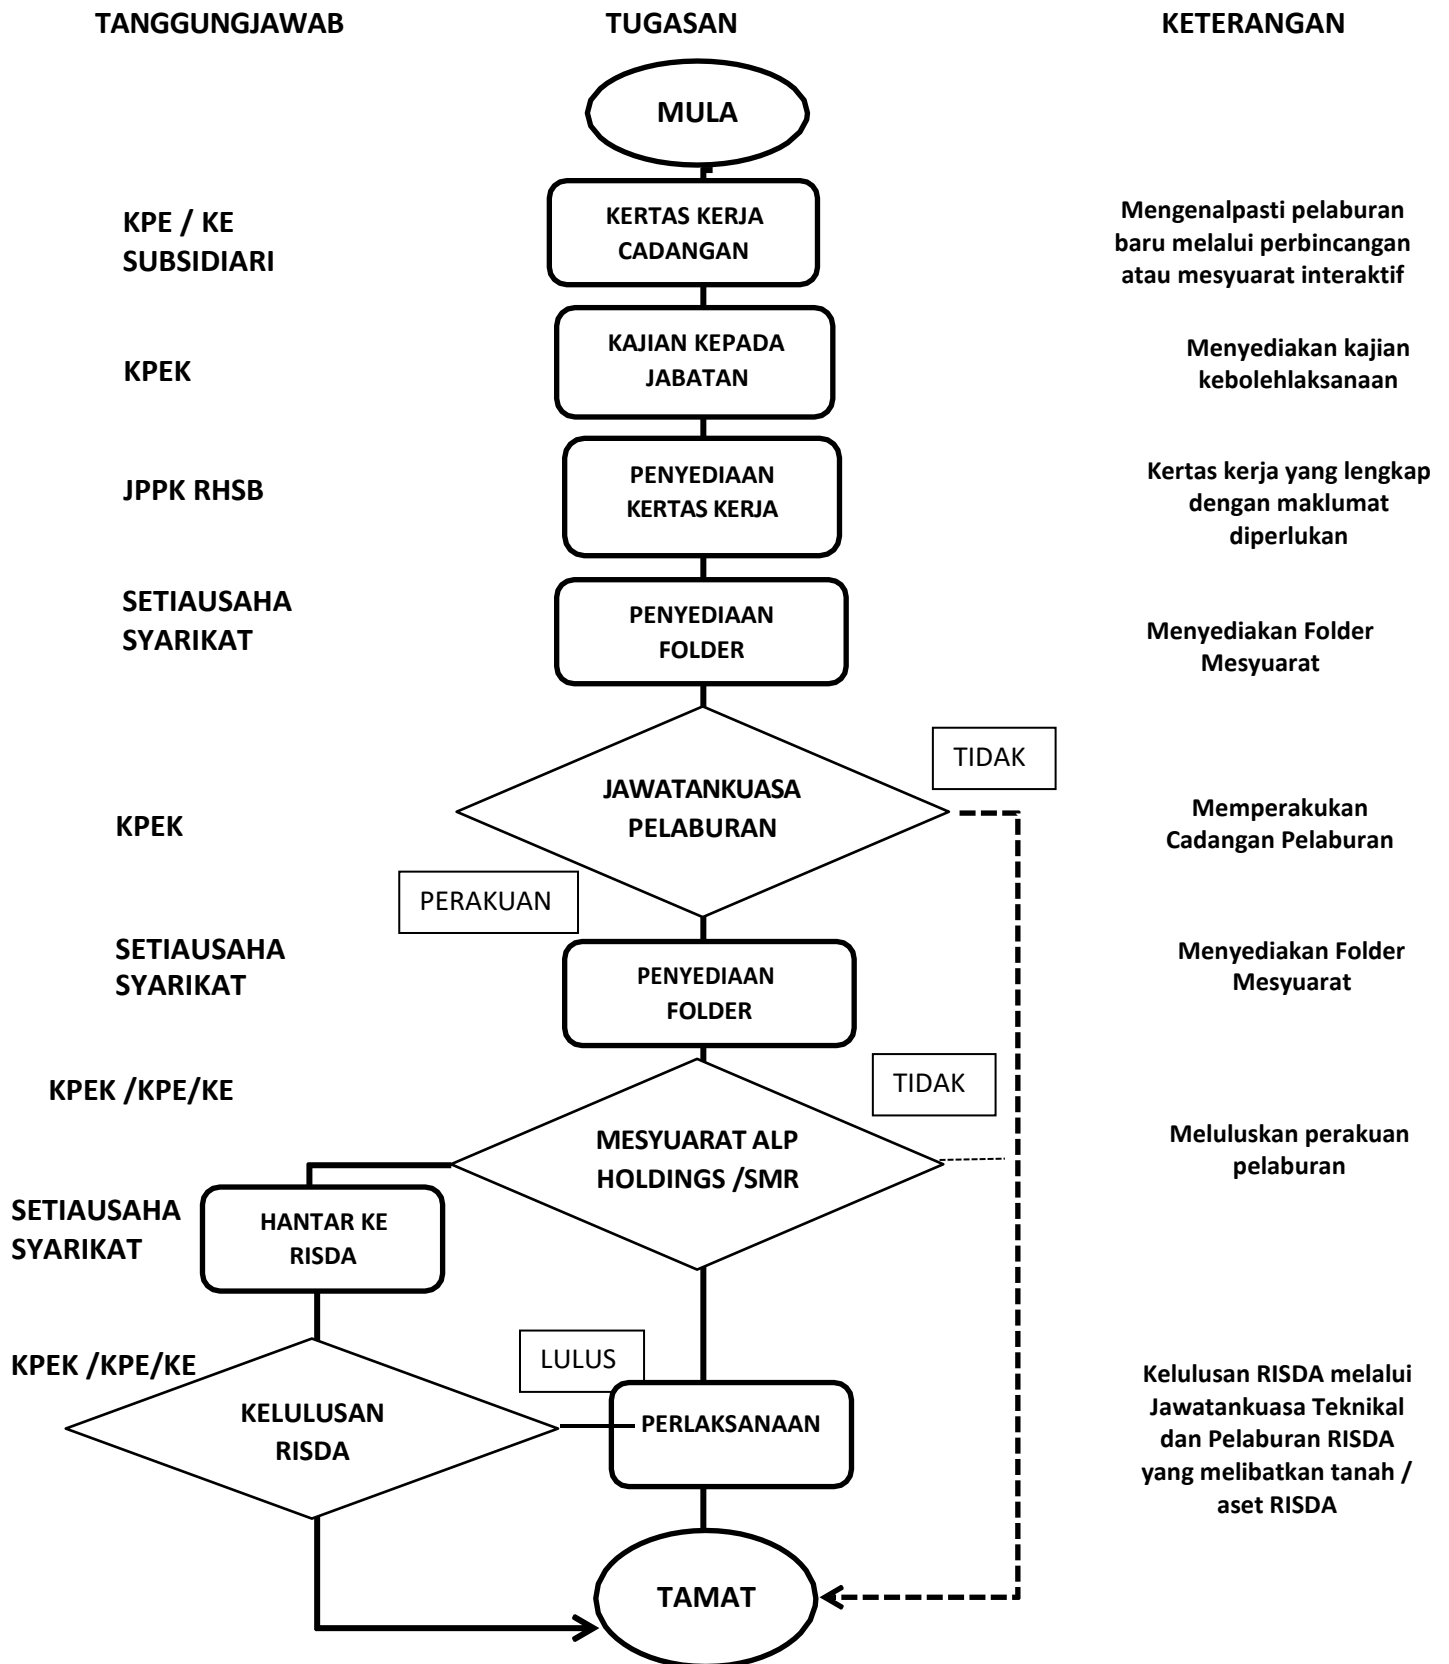 TANGGUNGJAWAB
TUGASAN
KETERANGAN
MULA
KPE / KE
SUBSIDIARI
KERTAS KERJA
CADANGAN
Mengenalpasti pelaburan
baru melalui perbincangan
atau mesyuarat interaktif
KPEK
KAJIAN KEPADA
JABATAN
Menyediakan kajian
kebolehlaksanaan
JPPK RHSB
PENYEDIAAN
KERTAS KERJA
Kertas kerja yang lengkap
dengan maklumat
diperlukan
SETIAUSAHA
SYARIKAT
PENYEDIAAN
FOLDER
Menyediakan Folder
Mesyuarat
TIDAK
KPEK
JAWATANKUASA
PELABURAN
Memperakukan
Cadangan Pelaburan
PERAKUAN
SETIAUSAHA
SYARIKAT
PENYEDIAAN
FOLDER
Menyediakan Folder
Mesyuarat
TIDAK
KPEK /KPE/KE
MESYUARAT ALP
HOLDINGS /SMR
Meluluskan perakuan
pelaburan
SETIAUSAHA
SYARIKAT
HANTAR KE
RISDA
KPEK /KPE/KE
LULUS
KELULUSAN
RISDA
PERLAKSANAAN
Kelulusan RISDA melalui
Jawatankuasa Teknikal
dan Pelaburan RISDA
yang melibatkan tanah /
aset RISDA
TAMAT